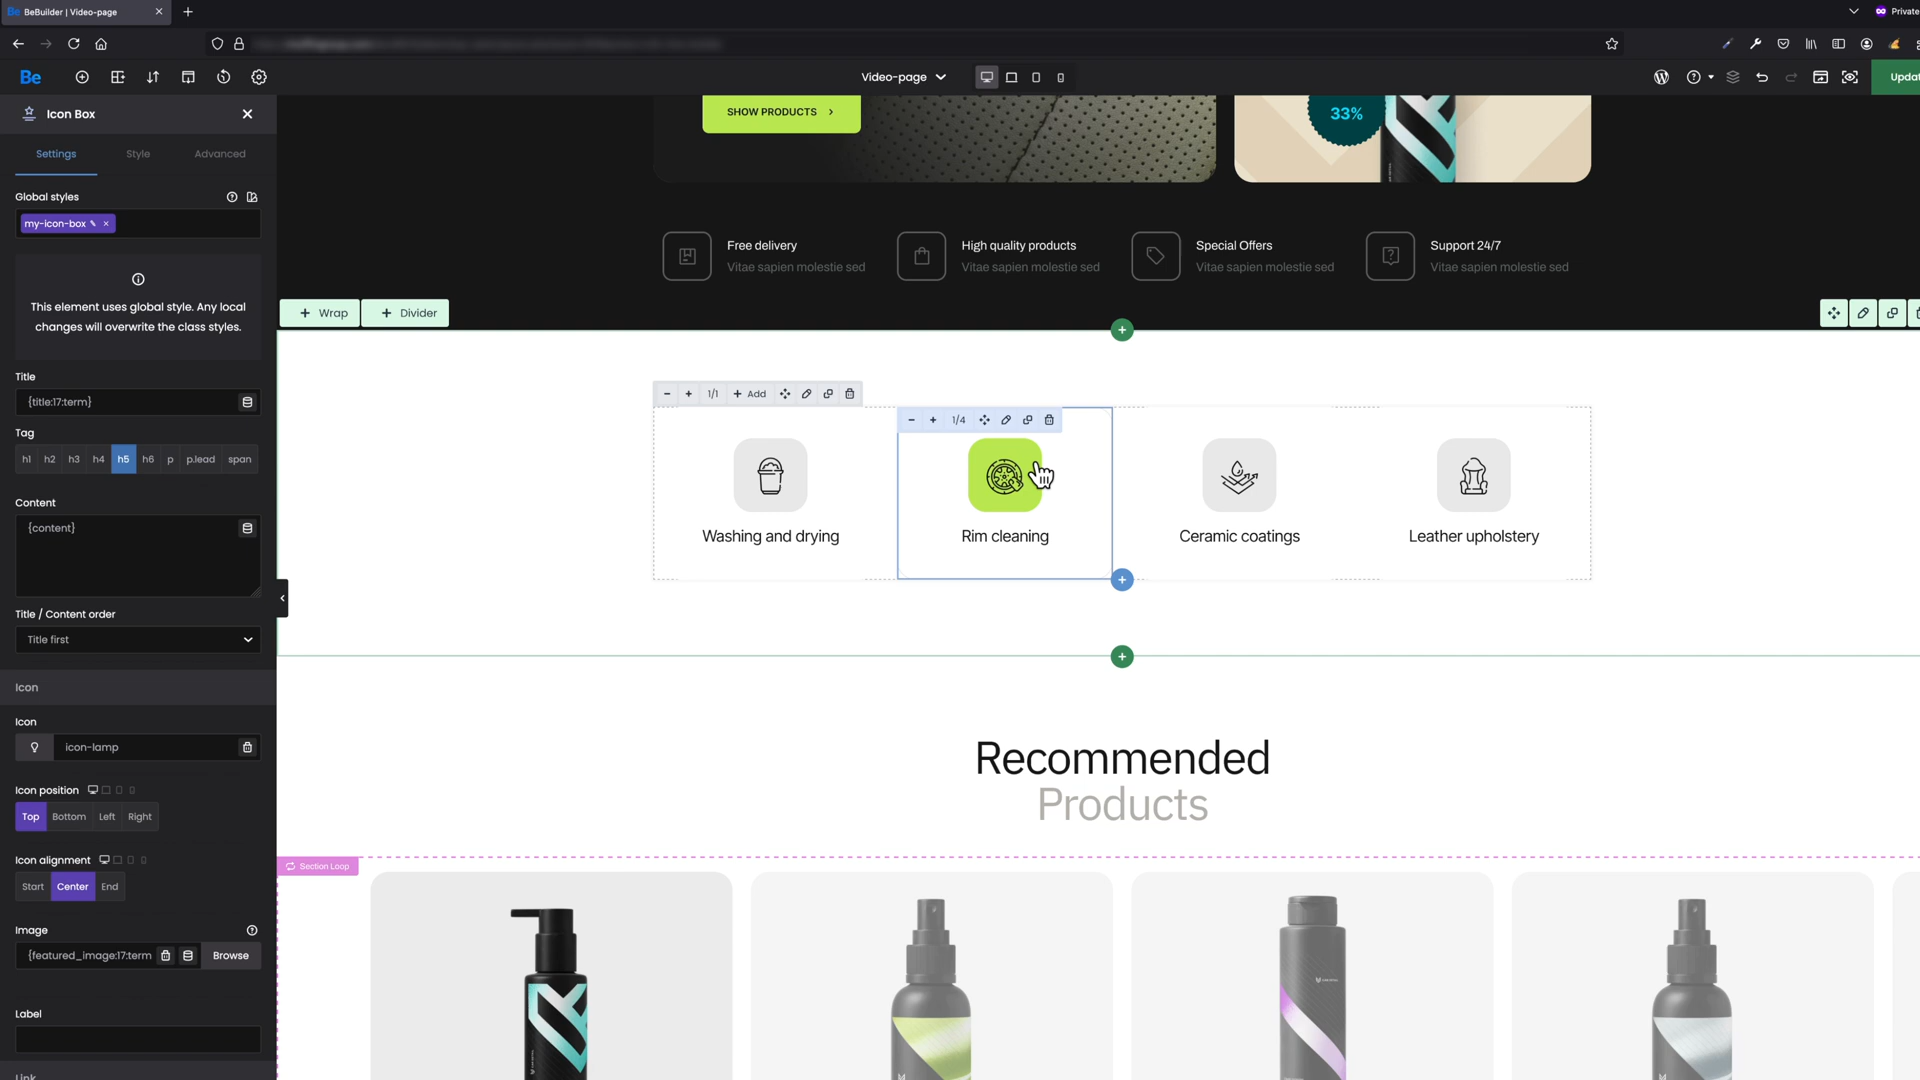 Be BeBuilder | Video-page
Private
Be
Video-page
Updat
Icon Box
Settings Style Advanced
Global styles
my-icon-box
This element uses global style. Any local
changes will overwrite the class styles.
Title
{title:17:term}
Tag
h1 h2 h3 h4 h5 h6 p p.lead span
Content
{content}
Title / Content order
Title first
Icon
Icon
icon-lamp
Icon position
Top Bottom Left Right
Icon alignment
Start Center End
Image
{featured_image:17:term
Browse
Label
Link
SHOW PRODUCTS
33%
Free delivery
Vitae sapien molestie sed
High quality products
Vitae sapien molestie sed
Special Offers
Vitae sapien molestie sed
Support 24/7
Vitae sapien molestie sed
+ Wrap
+ Divider
1/1 + Add
1/4
Washing and drying
Rim cleaning
Ceramic coatings
Leather upholstery
Recommended
Products
Section Loop